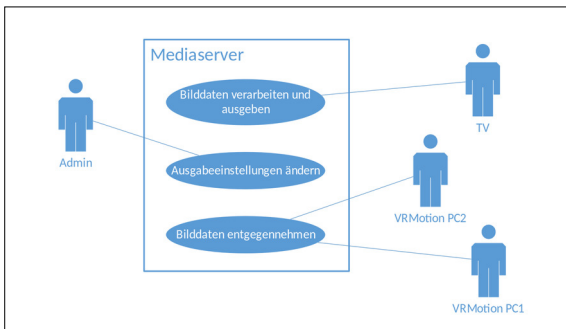 Mediaserver
Bilddaten verarbeiten und
ausgeben
TV
Admin
Ausgabeeinstellungen ändern
VRMotion PC2
Bilddaten entgegennehmen
VRMotion PC1